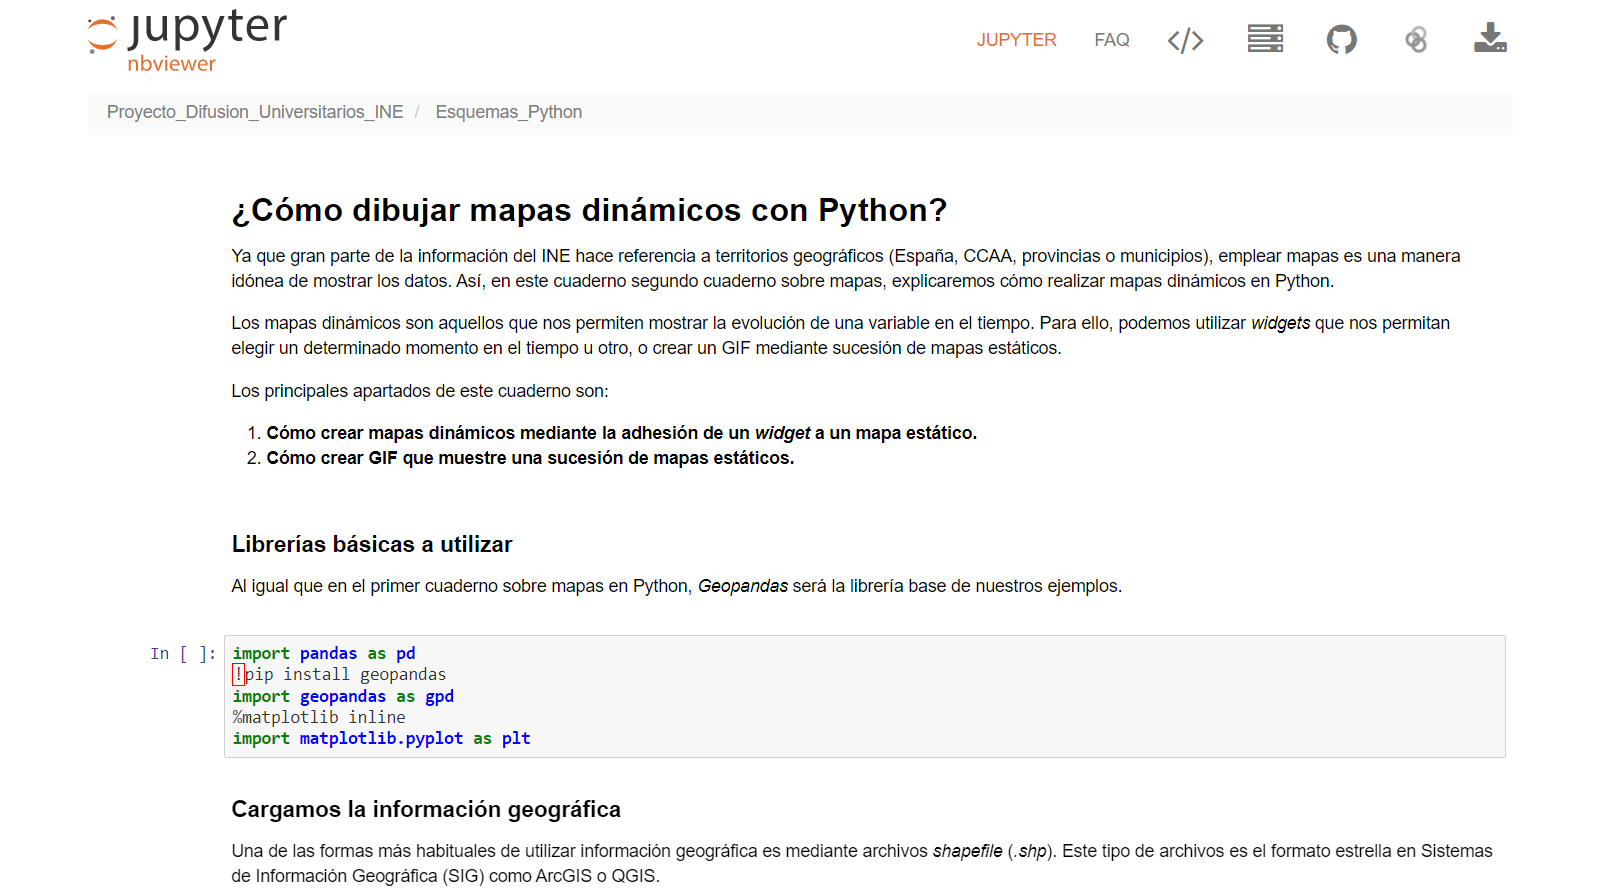 jupyter
nbviewer
JUPYTER FAQ </>
Proyecto_Difusion_Universitarios_INE / Esquemas_Python
¿Cómo dibujar mapas dinámicos con Python?
Ya que gran parte de la información del INE hace referencia a territorios geográficos (España, CCAA, provincias o municipios), emplear mapas es una manera
idónea de mostrar los datos. Así, en este cuaderno segundo cuaderno sobre mapas, explicaremos cómo realizar mapas dinámicos en Python.
Los mapas dinámicos son aquellos que nos permiten mostrar la evolución de una variable en el tiempo. Para ello, podemos utilizar widgets que nos permitan
elegir un determinado momento en el tiempo u otro, o crear un GIF mediante sucesión de mapas estáticos.
Los principales apartados de este cuaderno son:
1. Cómo crear mapas dinámicos mediante la adhesión de un widget a un mapa estático.
2. Cómo crear GIF que muestre una sucesión de mapas estáticos.
Librerías básicas a utilizar
Al igual que en el primer cuaderno sobre mapas en Python, Geopandas será la librería base de nuestros ejemplos.
In [ ]: import pandas as pd
!pip install geopandas
import geopandas as gpd
%matplotlib inline
import matplotlib.pyplot as plt
Cargamos la información geográfica
Una de las formas más habituales de utilizar información geográfica es mediante archivos shapefile (.shp). Este tipo de archivos es el formato estrella en Sistemas
de Información Geográfica (SIG) como ArcGIS o QGIS.